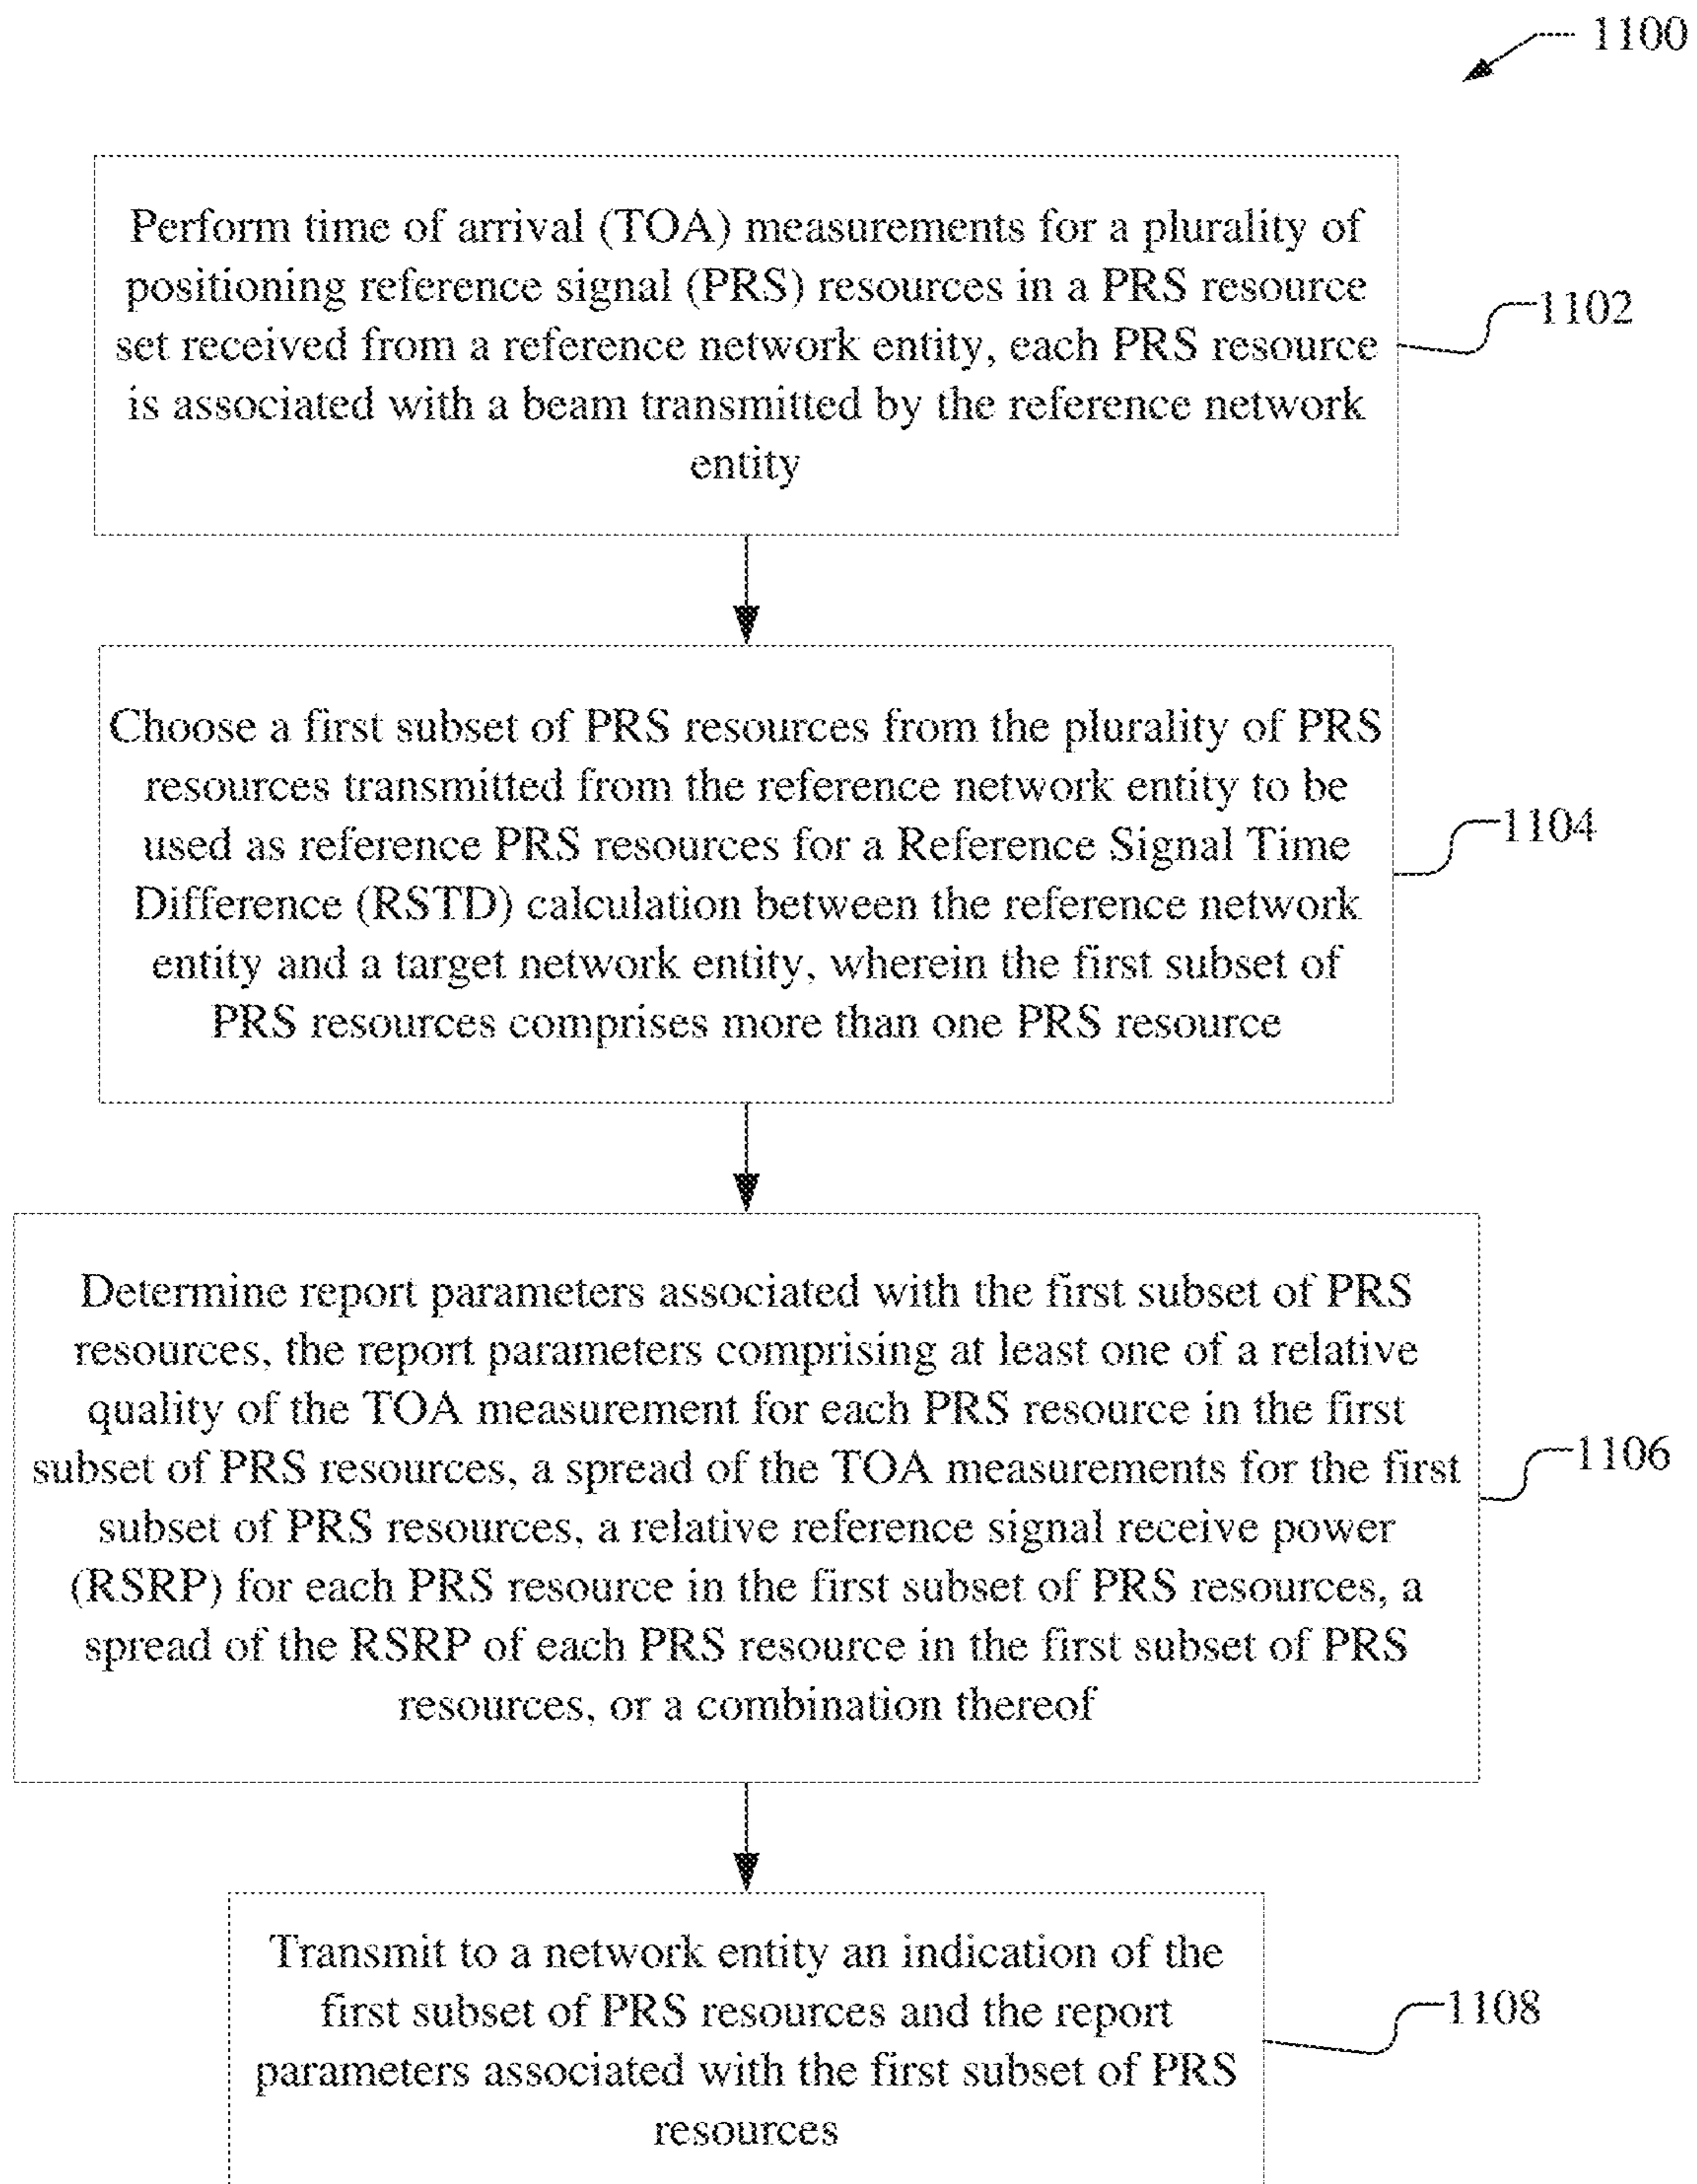 1100
Perform time of arrival (TOA) measurements for a plurality of
positioning reference signal (PRS) resources in a PRS resource
set received from a reference network entity, each PRS resource
is associated with a beam transmitted by the reference network
entity
1102
Choose a first subset of PRS resources from the plurality of PRS
resources transmitted from the reference network entity to be
used as reference PRS resources for a Reference Signal Time
Difference (RSTD) calculation between the reference network
entity and a target network entity, wherein the first subset of
PRS resources comprises more than one PRS resource
1104
Determine report parameters associated with the first subset of PRS
resources, the report parameters comprising at least one of a relative
quality of the TOA measurement for each PRS resource in the first
subset of PRS resources, a spread of the TOA measurements for the first
subset of PRS resources, a relative reference signal receive power
(RSRP) for each PRS resource in the first subset of PRS resources, a
spread of the RSRP of each PRS resource in the first subset of PRS
resources, or a combination thereof
1106
Transmit to a network entity an indication of the
first subset of PRS resources and the report
parameters associated with the first subset of PRS
resources
1108